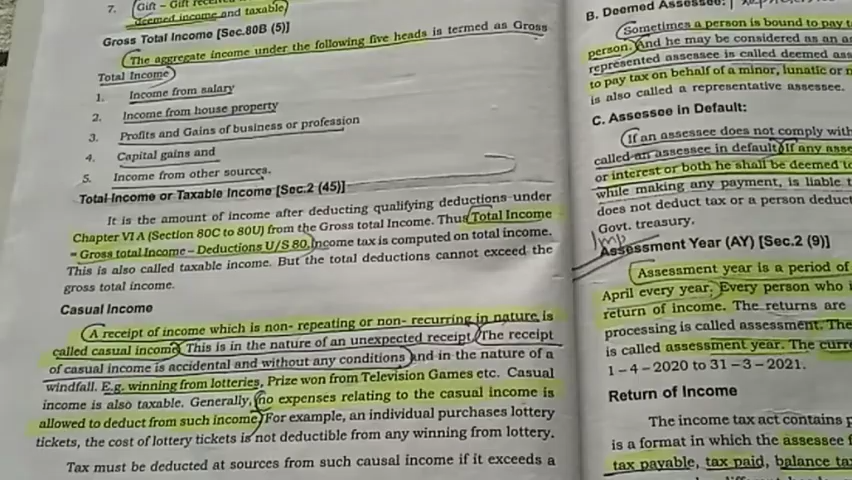 7. Gift – Gift
deemed income and taxable)
Gross Total Income [Sec.80B (5)]
The aggregate income under the following five heads is termed as Gross
Total Income
1. Income from salary
2. Income from house property
3. Profits and Gains of business or profession
4. Capital gains and
5. Income from other sources.
Total Income or Taxable Income [Sec.2 (45)]
It is the amount of income after deducting qualifying deductions under
Chapter VI A (Section 80C to 80U) from the Gross total Income. Thus Total Income
= Gross total Income – Deductions U/S 80. Income tax is computed on total income.
This is also called taxable income. But the total deductions cannot exceed the
gross total income.
Casual Income
A receipt of income which is non- repeating or non- recurring in nature is
called casual income. This is in the nature of an unexpected receipt. The receipt
of casual income is accidental and without any conditions and in the nature of a
windfall. E.g. winning from lotteries, Prize won from Television Games etc. Casual
income is also taxable. Generally, no expenses relating to the casual income is
allowed to deduct from such income. For example, an individual purchases lottery
tickets, the cost of lottery tickets is not deductible from any winning from lottery.
Tax must be deducted at sources from such causal income if it exceeds a
B. Deemed Assessee:
Sometimes a person is bound to pay t
person. And he may be considered as an as
represented assessee is called deemed ass
to pay tax on behalf of a minor, lunatic or
is also called a representative assessee.
C. Assessee in Default:
If an assessee does not comply with
called an assessee in default. If any asse
or interest or both he shall be deemed to
while making any payment, is liable t
does not deduct tax or a person deduct
Govt. treasury.
Imp
Assessment Year (AY) [Sec.2 (9)]
Assessment year is a period of
April every year. Every person who
return of income. The returns are
processing is called assessment. The
is called assessment year. The curr
1–4–2020 to 31–3–2021.
Return of Income
The income tax act contains
is a format in which the assessee
tax payable, tax paid, balance ta